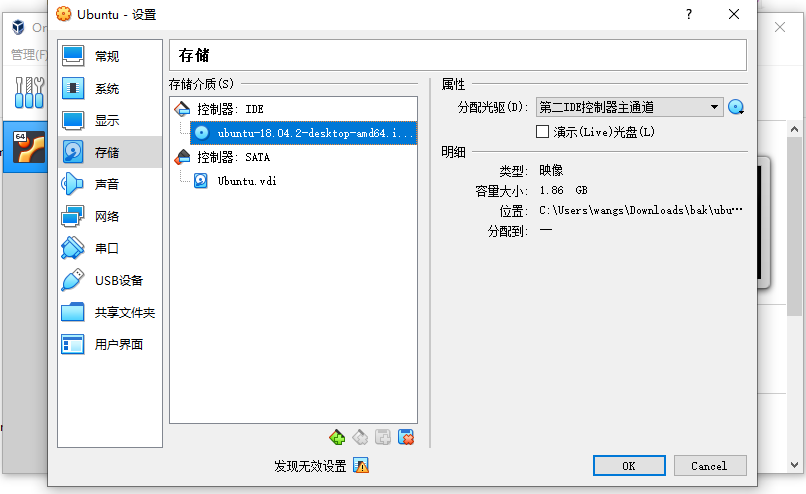 Ubuntu - 设置
?
Or
管理(F)
64
常规
系统
显示
存储
声音
网络
串口
USB设备
共享文件夹
用户界面
存储
存储介质(S)
控制器: IDE
ubuntu-18.04.2-desktop-amd64.i...
控制器: SATA
Ubuntu.vdi
属性
分配光驱(D): 第二IDE控制器主通道
演示(Live)光盘(L)
明细
类型: 映像
容量大小: 1.86 GB
位置: C:\Users\wangs\Downloads\bak\ubu…
分配到: —
发现无效设置
OK
Cancel